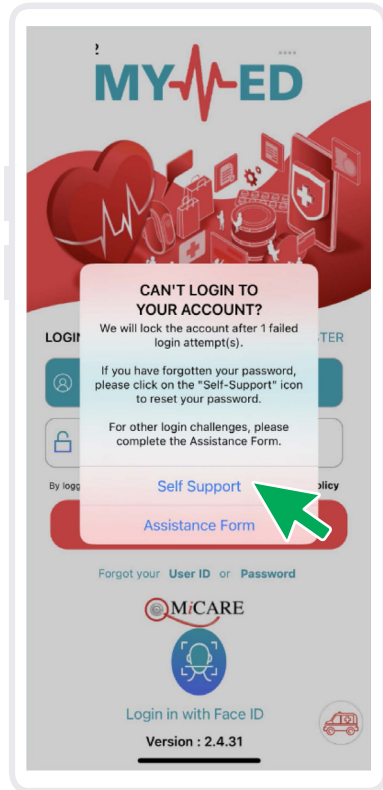 MY ED
CAN'T LOGIN TO
YOUR ACCOUNT?
We will lock the account after 1 failed
login attempt(s).
If you have forgotten your password,
please click on the "Self-Support" icon
to reset your password.
For other login challenges, please
complete the Assistance Form.
LOGIN
TER
By logg
olicy
Self Support
Assistance Form
Forgot your User ID or Password
MiCARE
Login in with Face ID
Version : 2.4.31